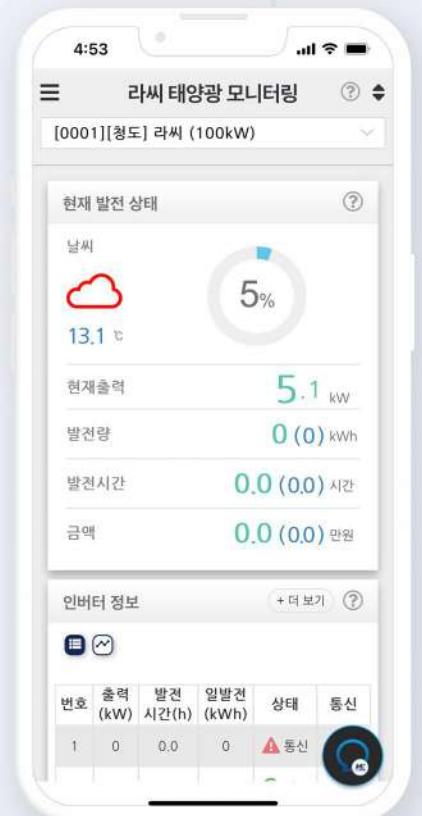 4:53
라씨 태양광 모니터링 ?
[0001][청도] 라씨 (100kW)
현재 발전 상태 ?
날씨
5%
13.1 ℃
현재출력 5.1 kW
발전량 0 (0) kWh
발전시간 0.0 (0.0) 시간
금액 0.0 (0.0) 만원
인버터 정보 + 더 보기 ?
번호 출력 (kW) 발전 시간(h) 일발전 (kWh) 상태 통신
1 0 0.0 0 통신